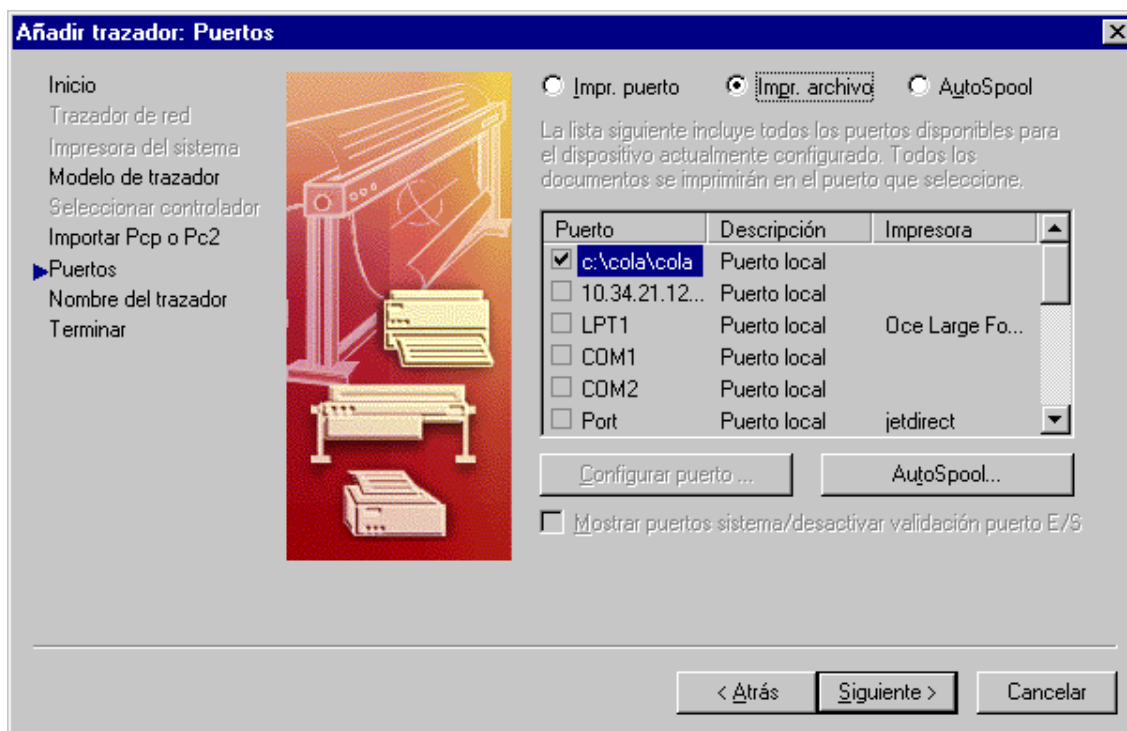 Añadir trazador: Puertos
Inicio
Trazador de red
Impresora del sistema
Modelo de trazador
Seleccionar controlador
Importar Pcp o Pc2
Puertos
Nombre del trazador
Terminar
Impr. puerto Impr. archivo AutoSpool
La lista siguiente incluye todos los puertos disponibles para
el dispositivo actualmente configurado. Todos los
documentos se imprimirán en el puerto que seleccione.
Puerto Descripción Impresora
c:\cola\cola Puerto local
10.34.21.12... Puerto local
LPT1 Puerto local Oce Large Fo...
COM1 Puerto local
COM2 Puerto local
Port Puerto local jetdirect
Configurar puerto ... AutoSpool...
Mostrar puertos sistema/desactivar validación puerto E/S
< Atrás Siguiente > Cancelar